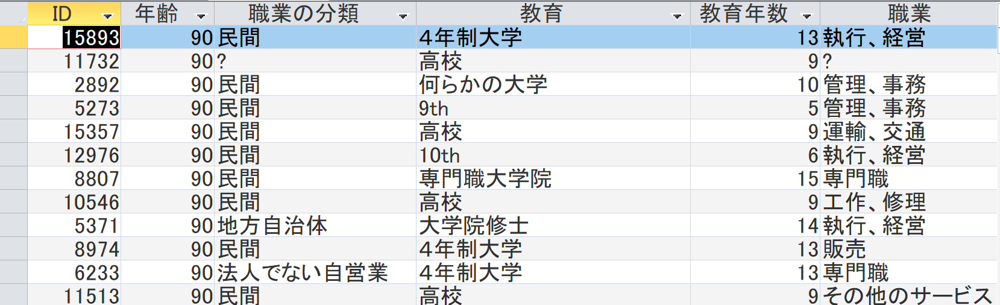 ID 年齢 職業の分類 教育 教育年数 職業
15893 90 民間 4年制大学 13 執行、経営
11732 90 ? 高校 9 ?
2892 90 民間 何らかの大学 10 管理、事務
5273 90 民間 9th 5 管理、事務
15357 90 民間 高校 9 運輸、交通
12976 90 民間 10th 6 執行、経営
8807 90 民間 専門職大学院 15 専門職
10546 90 民間 高校 9 工作、修理
5371 90 地方自治体 大学院修士 14 執行、経営
8974 90 民間 4年制大学 13 販売
6233 90 法人でない自営業 4年制大学 13 専門職
11513 90 民間 高校 9 その他のサービス